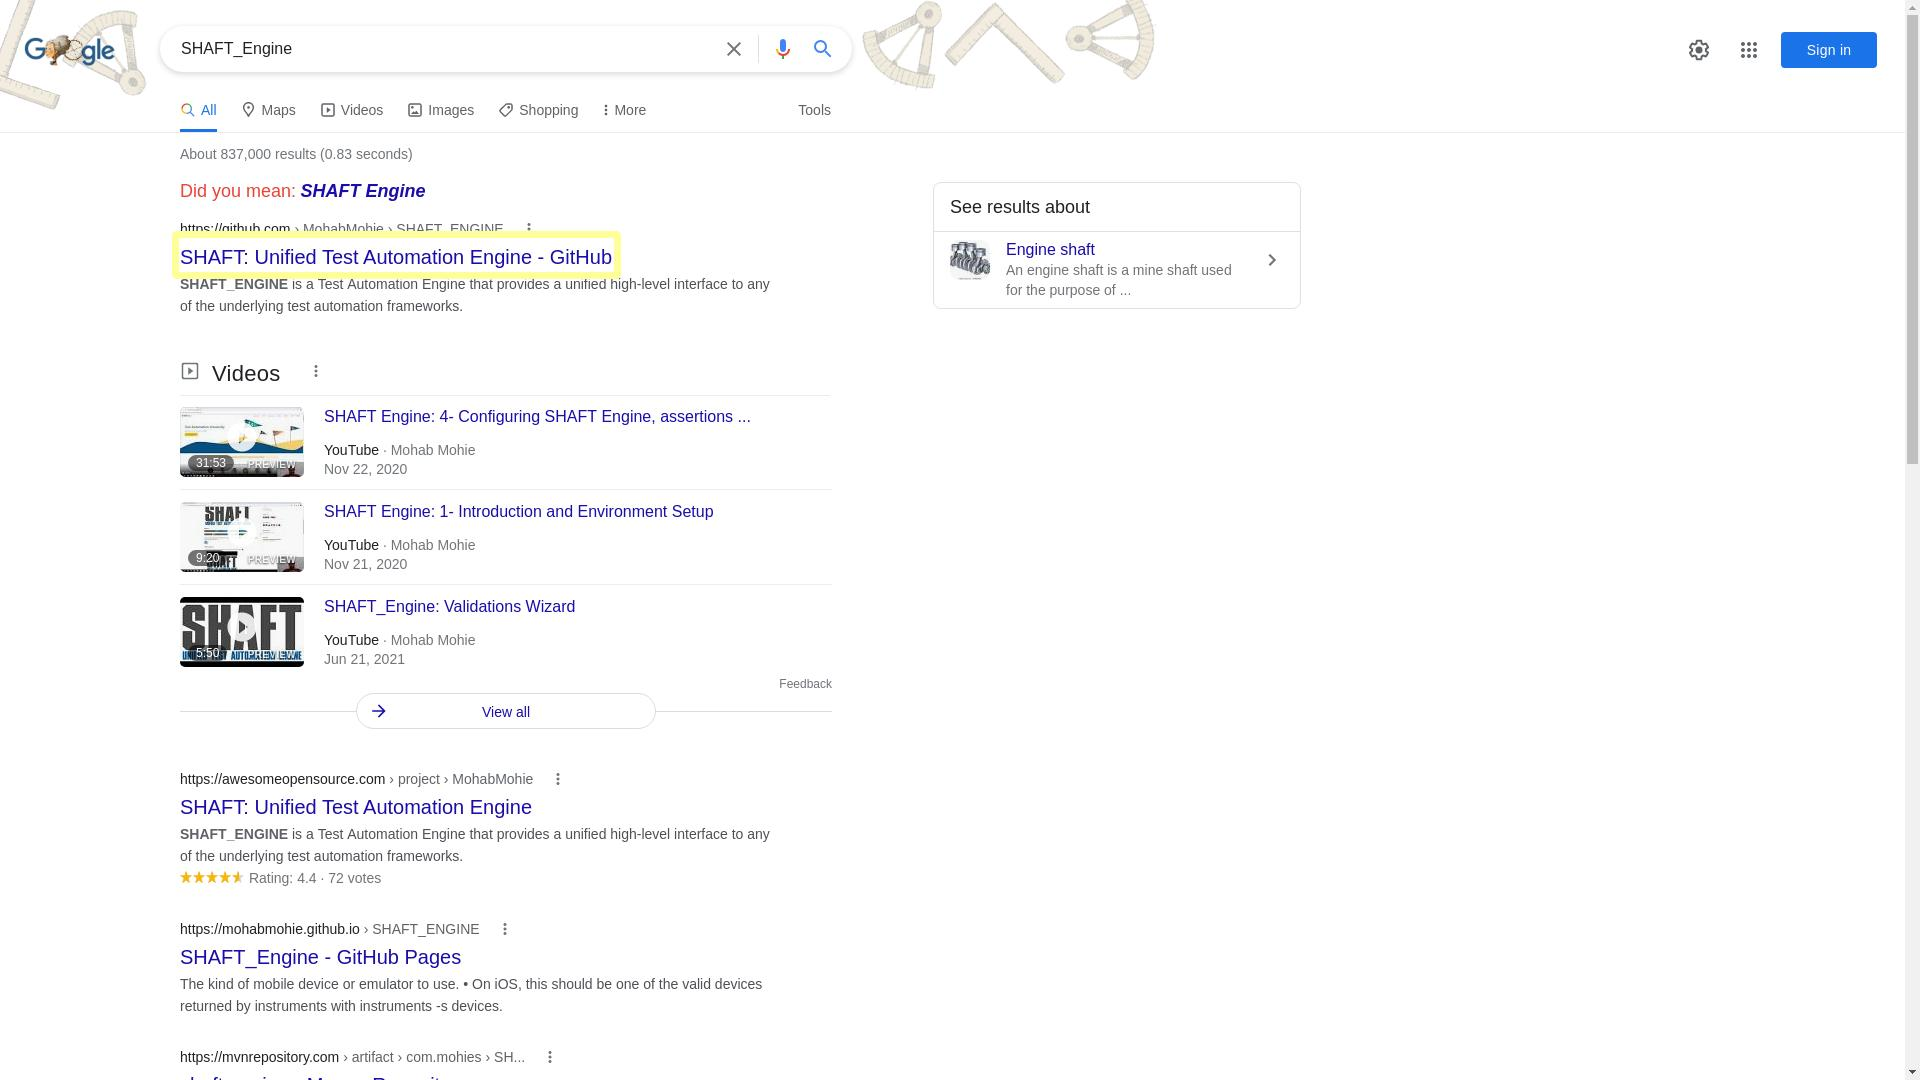 Google
SHAFT_Engine
Sign in
All
Maps
Videos
Images
Shopping
More
Tools
About 837,000 results (0.83 seconds)
Did you mean: SHAFT Engine
https://github.com › MohabMohie › SHAFT_ENGINE
SHAFT: Unified Test Automation Engine - GitHub
SHAFT_ENGINE is a Test Automation Engine that provides a unified high-level interface to any
of the underlying test automation frameworks.
See results about
Engine shaft
An engine shaft is a mine shaft used
for the purpose of ...
Videos
SHAFT Engine: 4- Configuring SHAFT Engine, assertions ...
YouTube · Mohab Mohie
Nov 22, 2020
31:53
PREVIEW
SHAFT Engine: 1- Introduction and Environment Setup
YouTube · Mohab Mohie
Nov 21, 2020
SHAFT
9:20
PREVIEW
SHAFT_Engine: Validations Wizard
YouTube · Mohab Mohie
Jun 21, 2021
SHAFT
5:50
PREVIEW
Feedback
View all
https://awesomeopensource.com › project › MohabMohie
SHAFT: Unified Test Automation Engine
SHAFT_ENGINE is a Test Automation Engine that provides a unified high-level interface to any
of the underlying test automation frameworks.
Rating: 4.4 · 72 votes
https://mohabmohie.github.io › SHAFT_ENGINE
SHAFT_Engine - GitHub Pages
The kind of mobile device or emulator to use. • On iOS, this should be one of the valid devices
returned by instruments with instruments -s devices.
https://mvnrepository.com › artifact › com.mohies › SH...